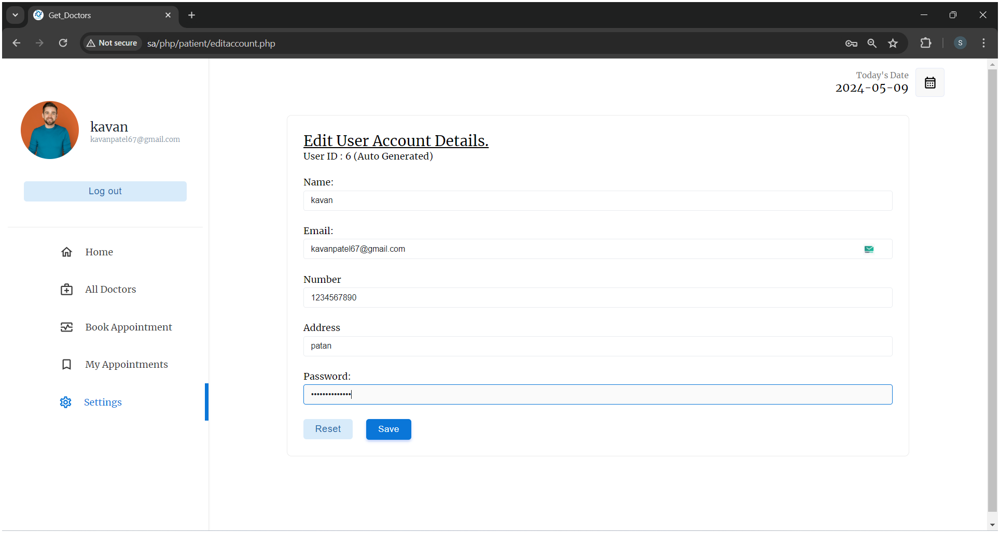 Get_Doctors
Not secure
sa/php/patient/editaccount.php
S
Today's Date
2024-05-09
kavan
kavanpatel67@gmail.com
Log out
Home
All Doctors
Book Appointment
My Appointments
Settings
Edit User Account Details.
User ID : 6 (Auto Generated)
Name:
kavan
Email:
kavanpatel67@gmail.com
Number
1234567890
Address
patan
Password:
••••••••••••••
Reset
Save